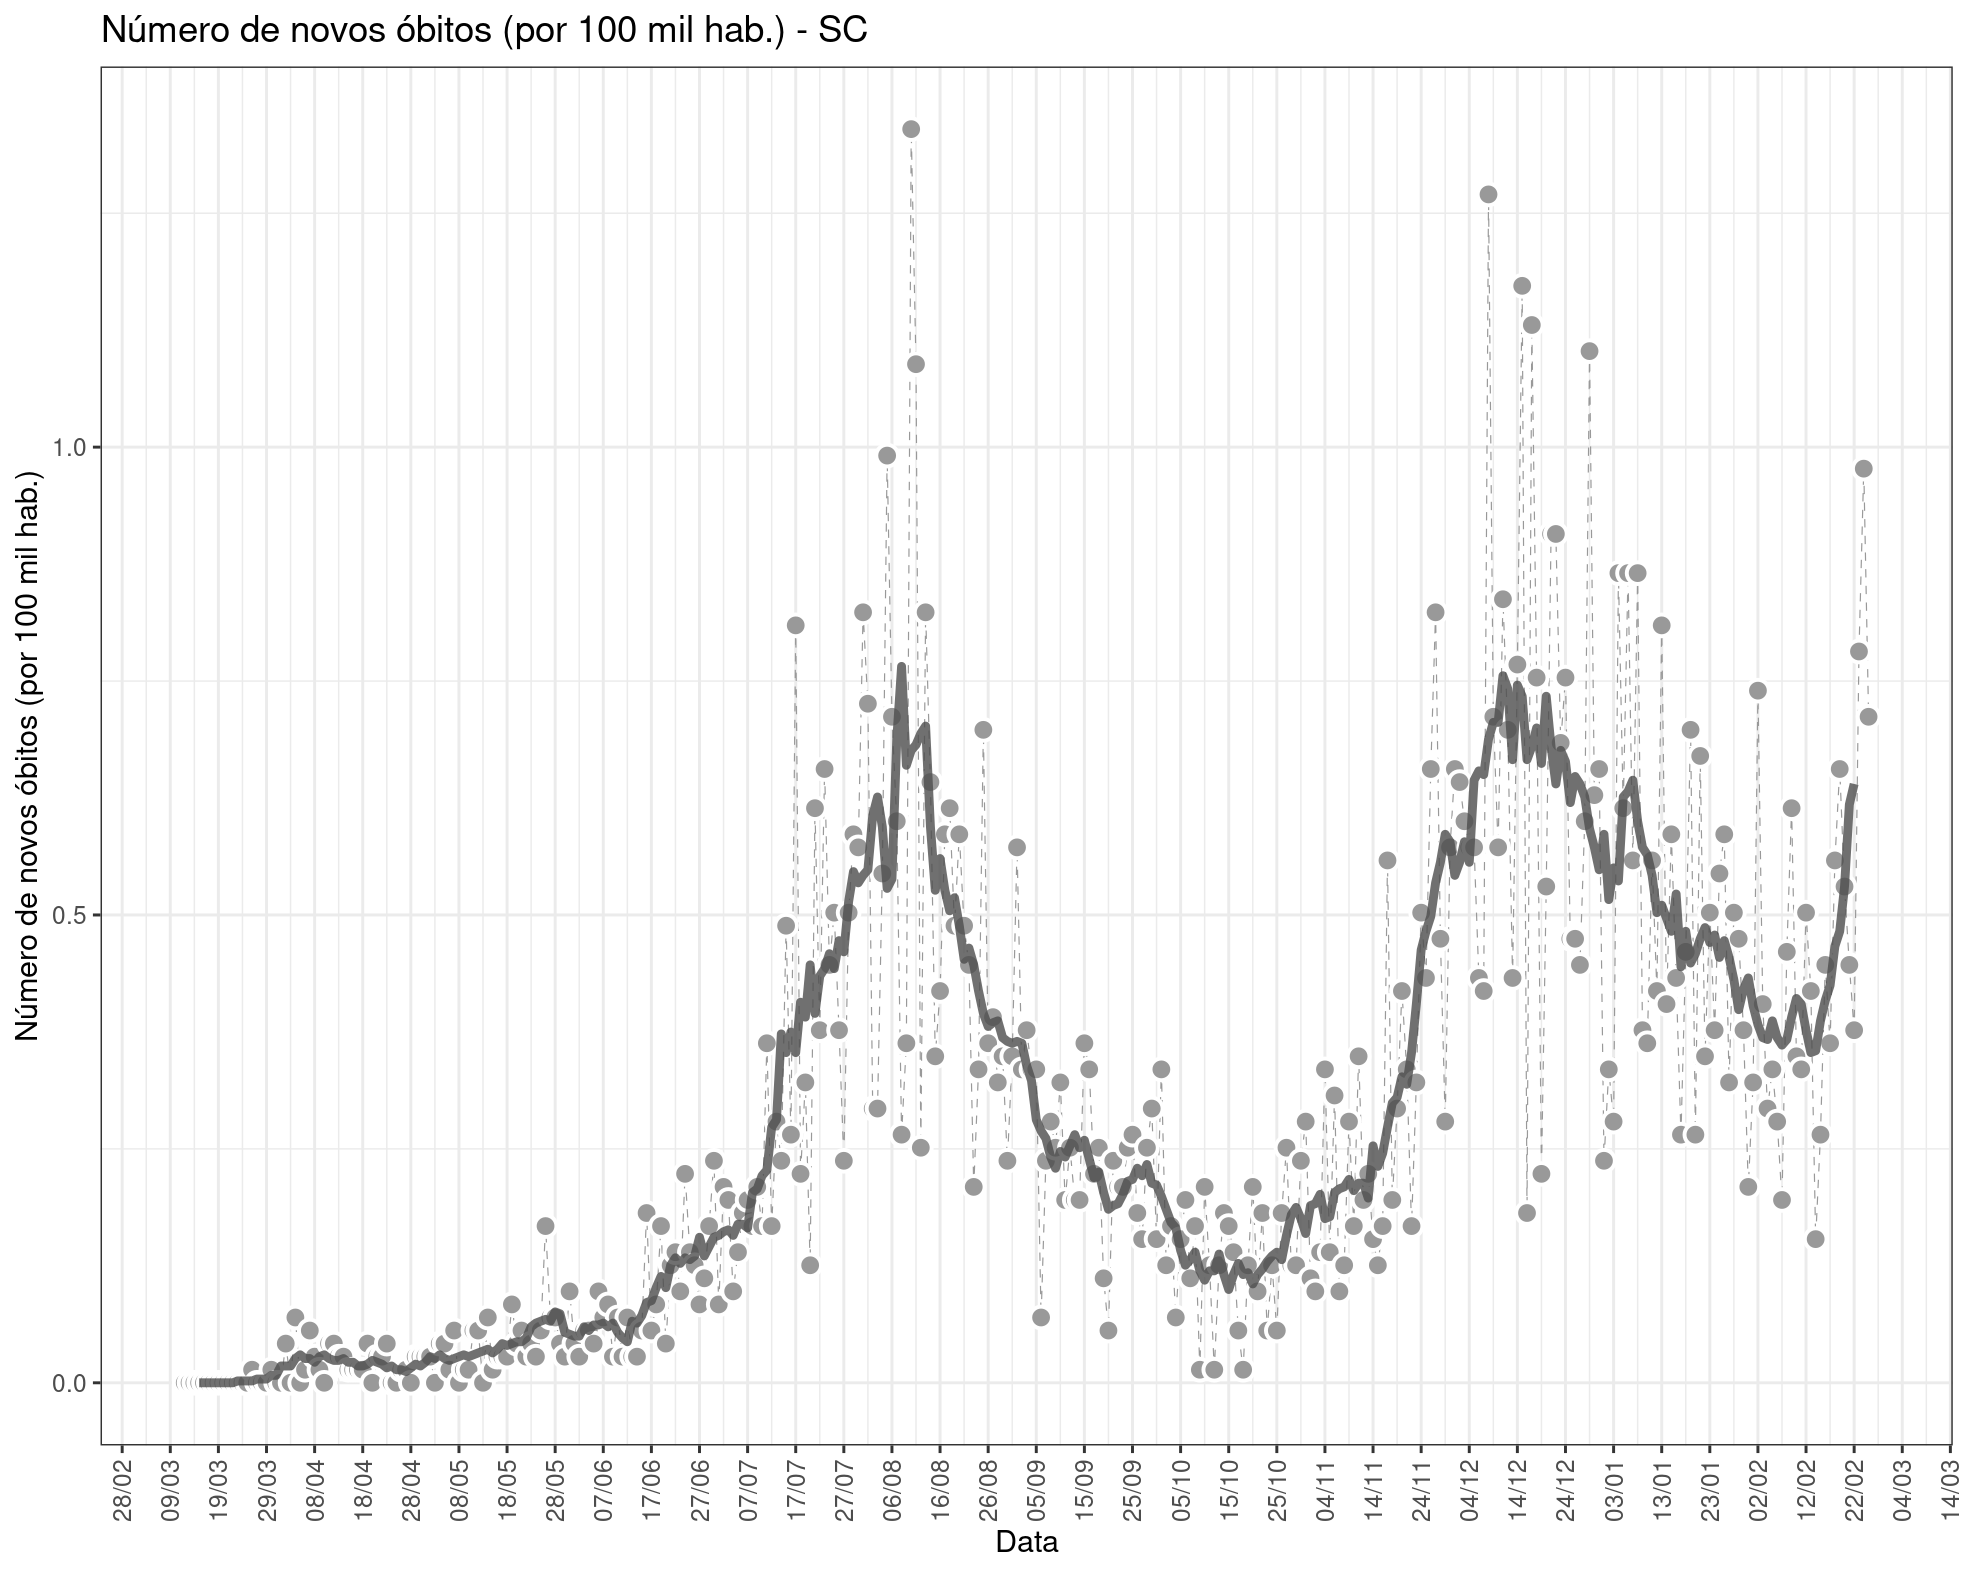 Número de novos óbitos (por 100 mil hab.) - SC
Número de novos óbitos (por 100 mil hab.)
1.0
0.5
0.0
28/02 09/03 19/03 29/03 08/04 18/04 28/04 08/05 18/05 28/05 07/06 17/06 27/06 07/07 17/07 27/07 06/08 16/08 26/08 05/09 15/09 25/09 05/10 15/10 25/10 04/11 14/11 24/11 04/12 14/12 24/12 03/01 13/01 23/01 02/02 12/02 22/02 04/03 14/03
Data